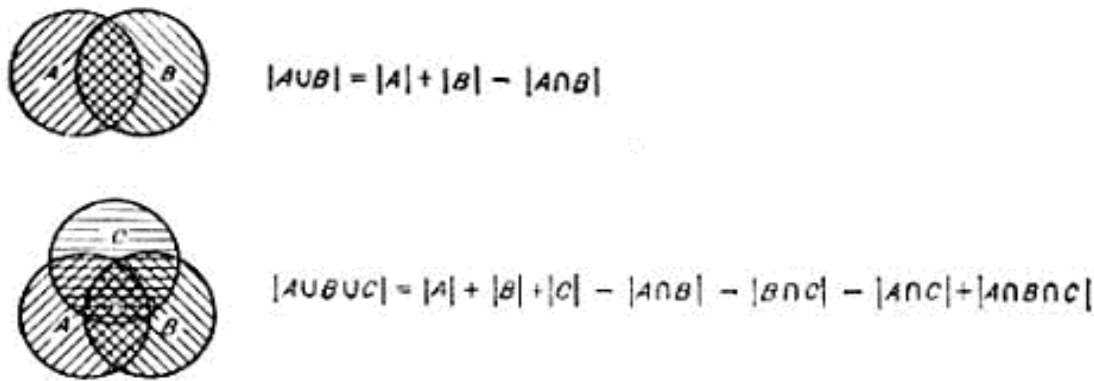 A B
|A∪B| = |A| + |B| − |A∩B|
C
A B
|A∪B∪C| = |A| + |B| + |C| − |A∩B| − |B∩C| − |A∩C| + |A∩B∩C|